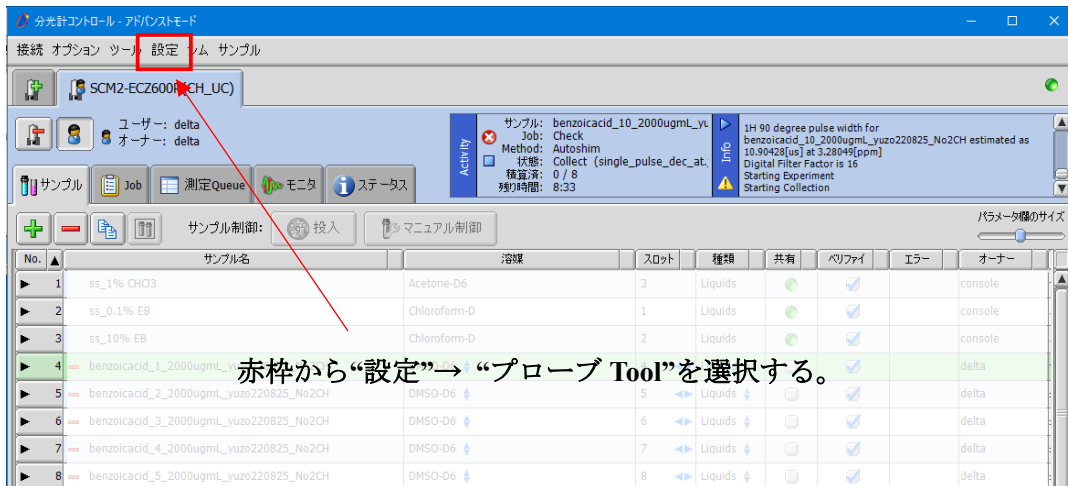 分光計コントロール - アドバンストモード
接続 オプション ツール 設定 シム サンプル
SCM2-ECZ600R(CH_UC)
ユーザー: delta
オーナー: delta
Activity
サンプル: benzoicacid_10_2000ugmL_yu
Job: Check
Method: Autoshim
状態: Collect (single_pulse_dec_at.
積算済: 0 / 8
残り時間: 8:33
Info
1H 90 degree pulse width for
benzoicacid_10_2000ugmL_yuzo220825_No2CH estimated as
10.90428[us] at 3.28049[ppm]
Digital Filter Factor is 16
Starting Experiment
Starting Collection
サンプル Job 測定Queue モニタ ステータス
サンプル制御: 投入 マニュアル制御
パラメータ欄のサイズ
No. サンプル名 溶媒 スロット 種類 共有 ベリファイ エラー オーナー
1 ss_1% CHCl3 Acetone-D6 3 Liquids console
2 ss_0.1% EB Chloroform-D 1 Liquids console
3 ss_10% EB Chloroform-D 2 Liquids console
赤枠から“設定”→ “プローブ Tool”を選択する。
4 benzoicacid_1_2000ugmL_yuzo220825_No2CH delta
5 benzoicacid_2_2000ugmL_yuzo220825_No2CH DMSO-D6 5 Liquids delta
6 benzoicacid_3_2000ugmL_yuzo220825_No2CH DMSO-D6 6 Liquids delta
7 benzoicacid_4_2000ugmL_yuzo220825_No2CH DMSO-D6 7 Liquids delta
8 benzoicacid_5_2000ugmL_yuzo220825_No2CH DMSO-D6 8 Liquids delta